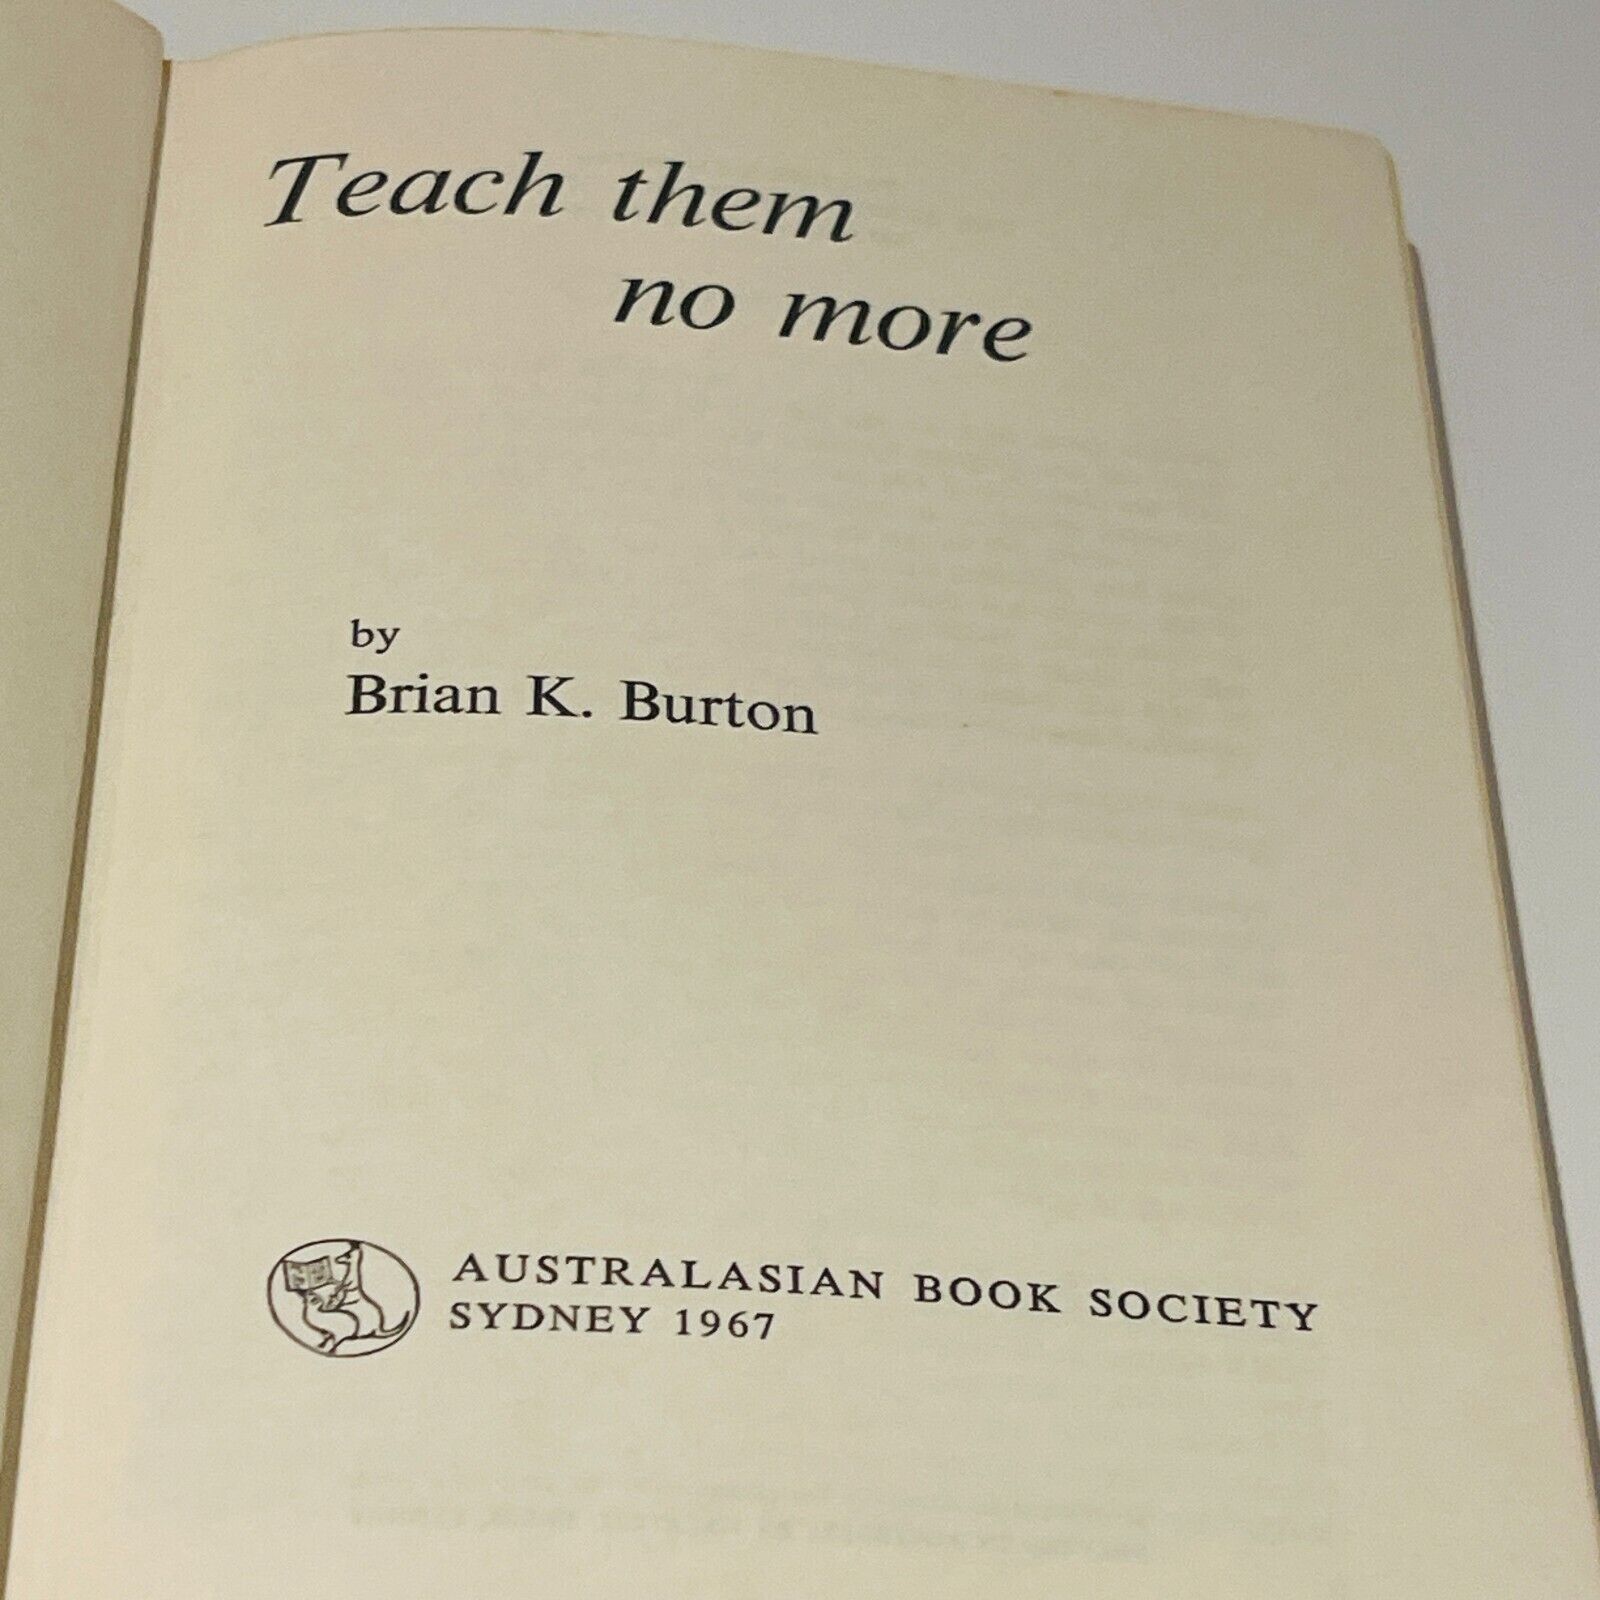 Teach them
no more
by
Brian K. Burton
AUSTRALASIAN BOOK SOCIETY
SYDNEY 1967